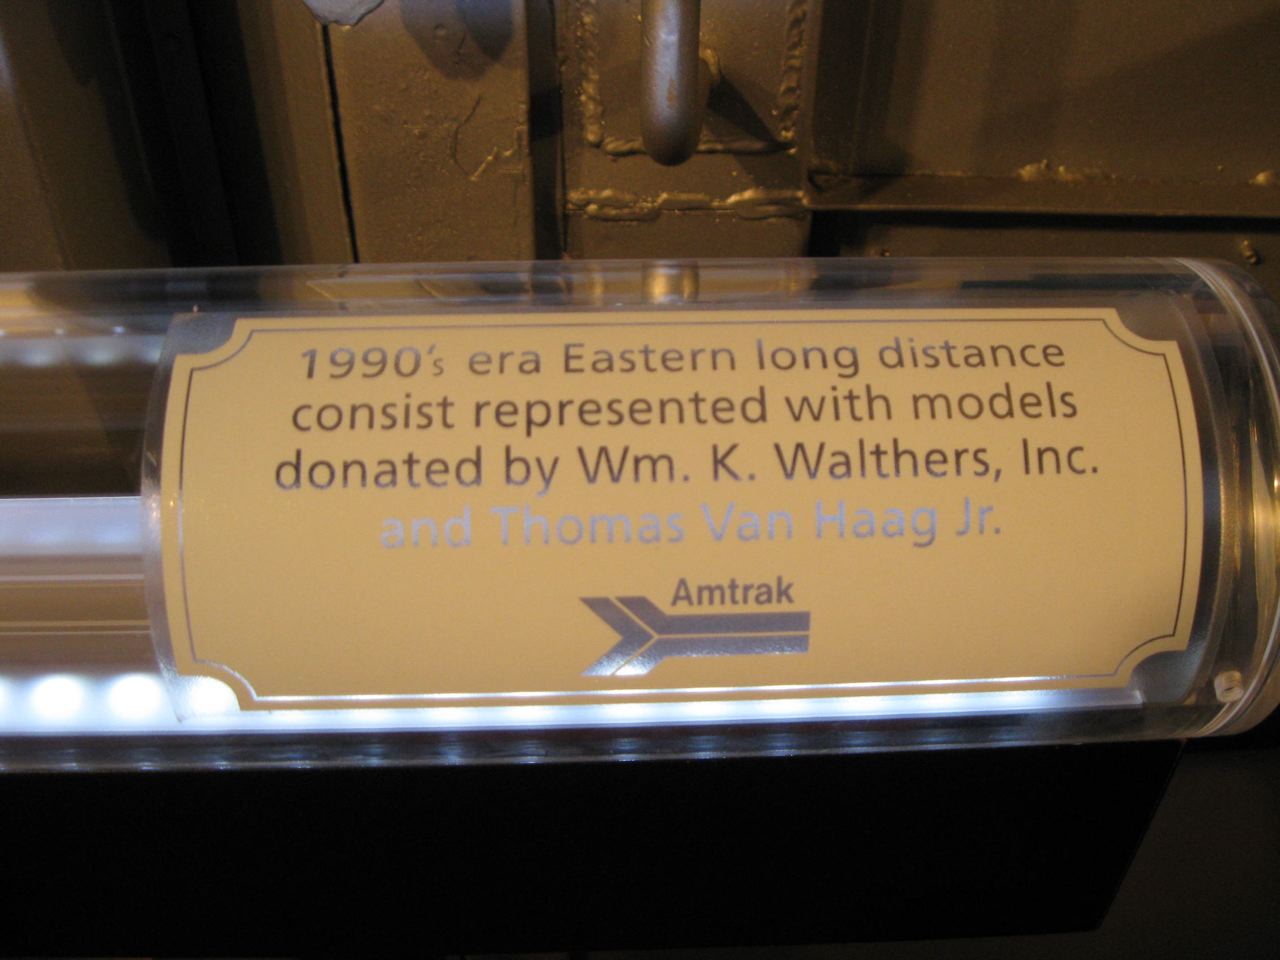 1990's era Eastern long distance
consist represented with models
donated by Wm. K. Walthers, Inc.
and Thomas Van Haag Jr.
Amtrak